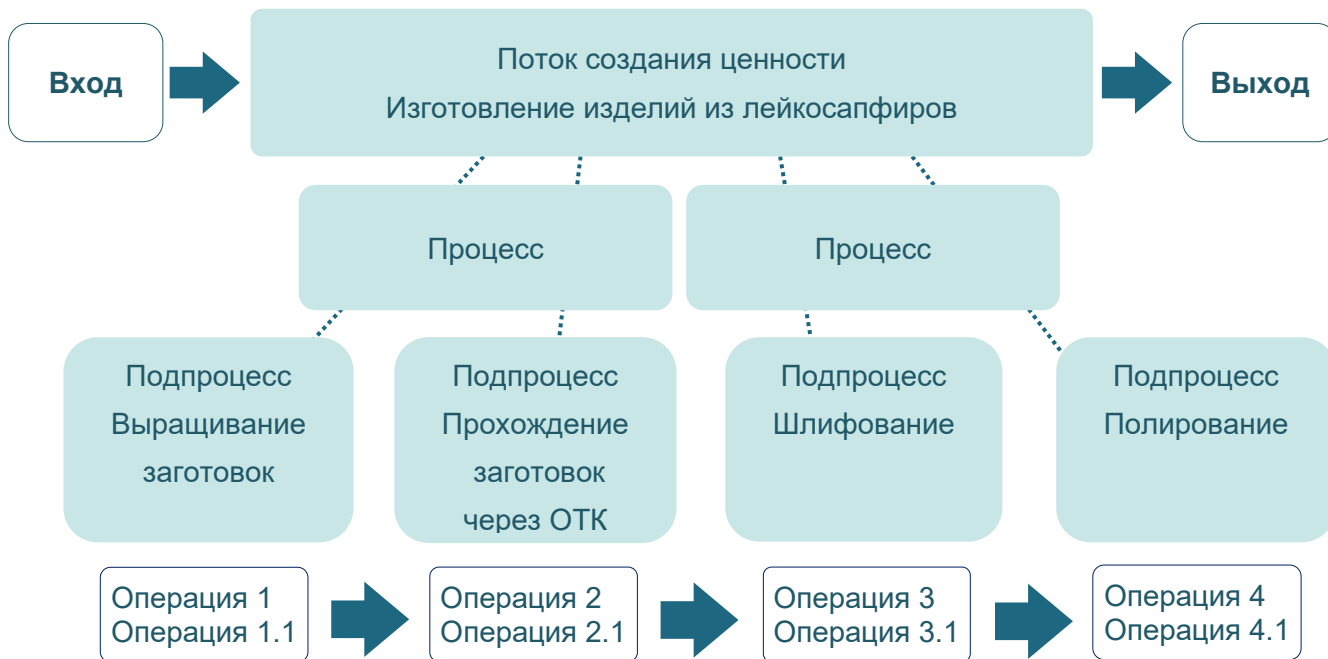 Вход
Поток создания ценности
Изготовление изделий из лейкосапфиров
Выход
Процесс
Процесс
Подпроцесс
Выращивание
заготовок
Подпроцесс
Прохождение
заготовок
через ОТК
Подпроцесс
Шлифование
Подпроцесс
Полирование
Операция 1
Операция 1.1
Операция 2
Операция 2.1
Операция 3
Операция 3.1
Операция 4
Операция 4.1